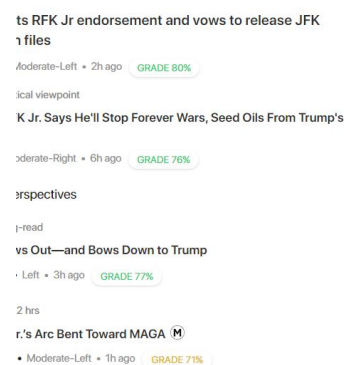 ts RFK Jr endorsement and vows to release JFK
n files
Moderate-Left • 2h ago GRADE 80%
ical viewpoint
K Jr. Says He'll Stop Forever Wars, Seed Oils From Trump's
oderate-Right • 6h ago GRADE 76%
erspectives
g-read
ws Out—and Bows Down to Trump
• Left • 3h ago GRADE 77%
2 hrs
r.'s Arc Bent Toward MAGA M
• Moderate-Left • 1h ago GRADE 71%